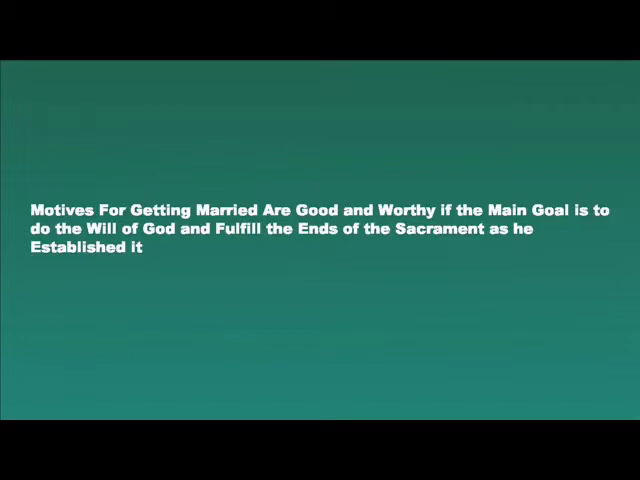 Motives For Getting Married Are Good and Worthy if the Main Goal is to
do the Will of God and Fulfill the Ends of the Sacrament as he
Established it